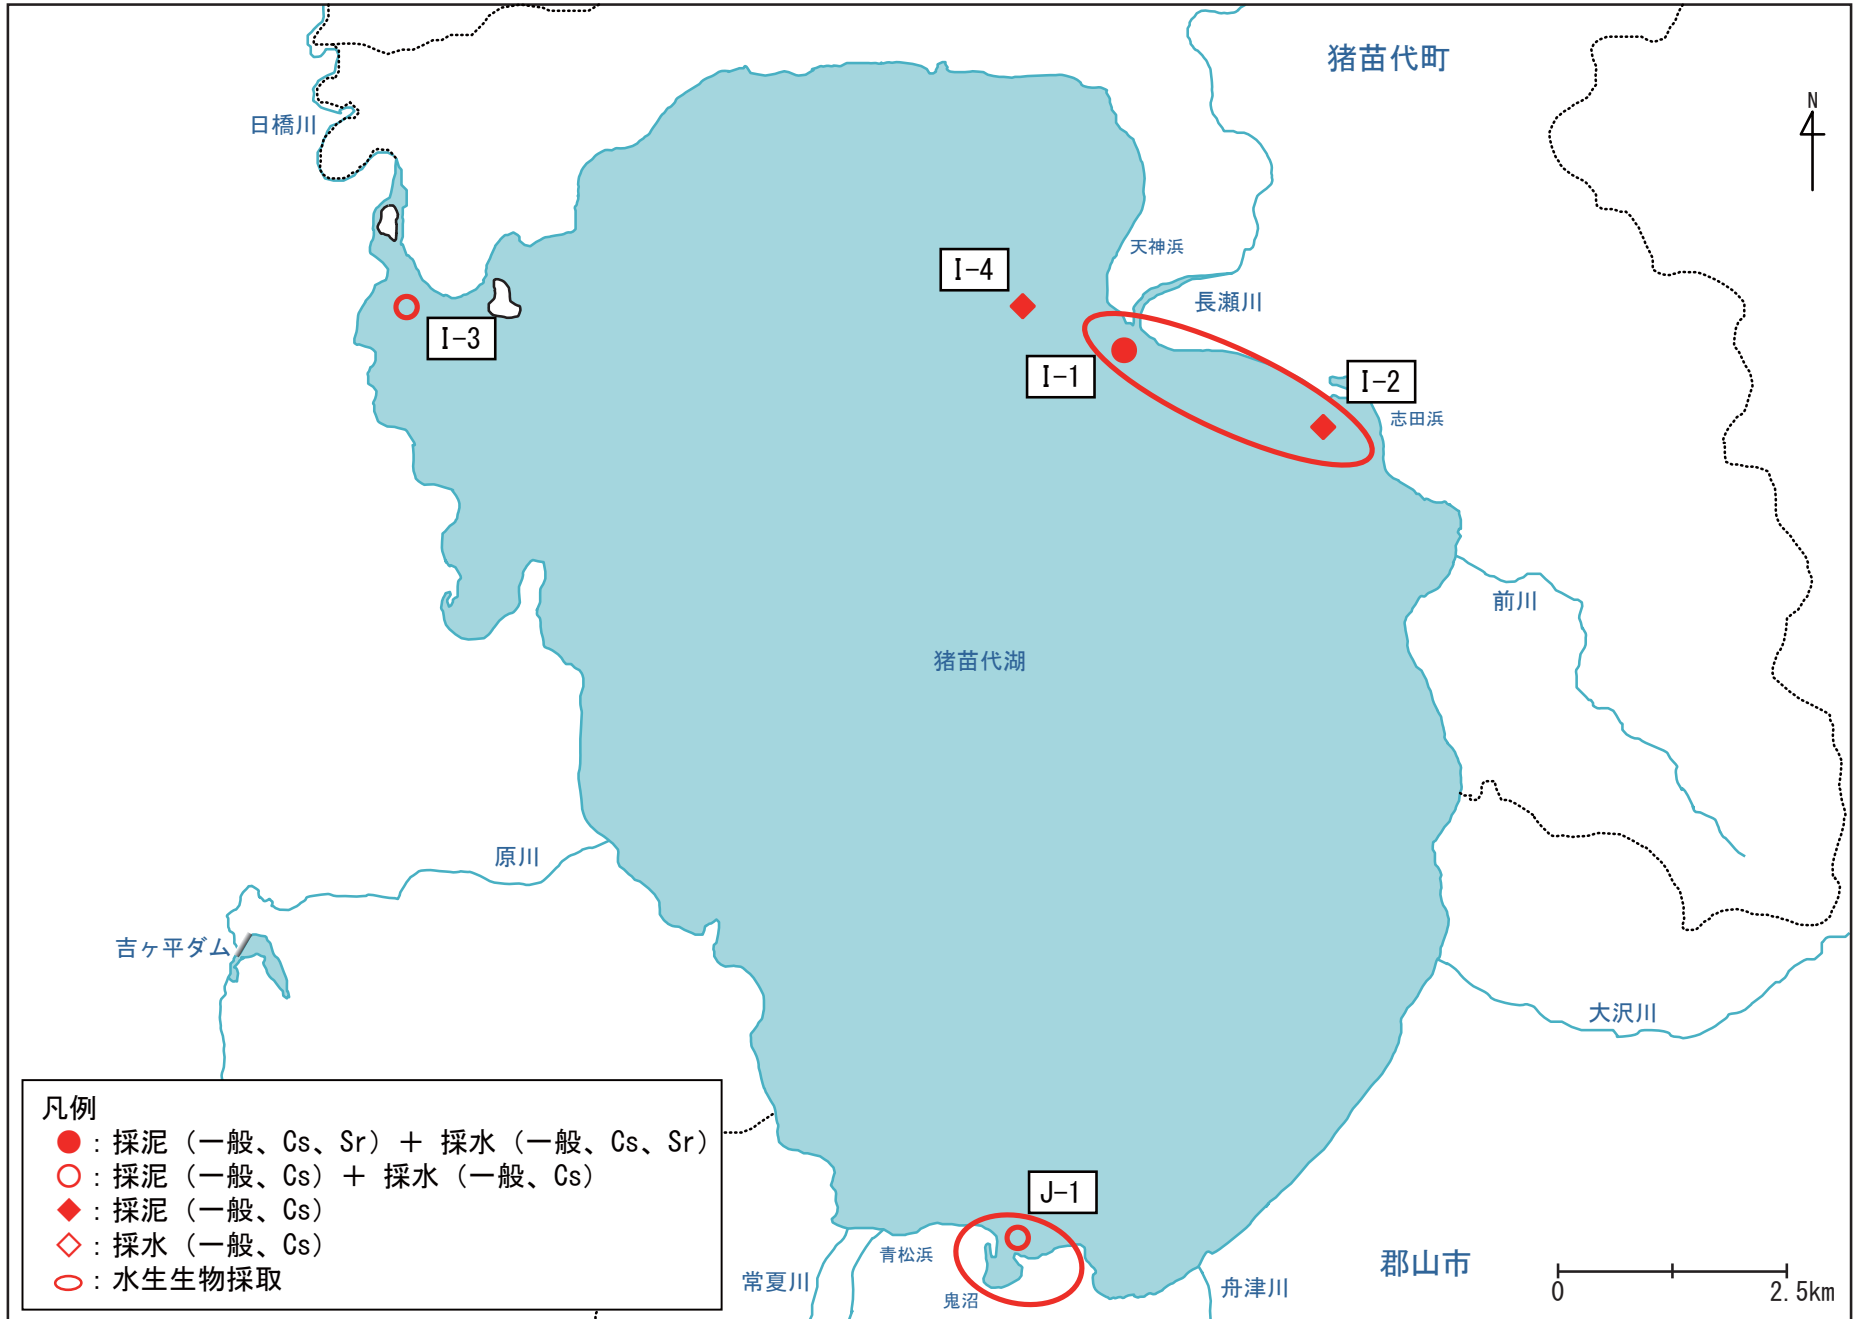 猪苗代町
N
日橋川
天神浜
I-4
長瀬川
I-3
I-1
I-2
志田浜
前川
猪苗代湖
原川
吉ヶ平ダム
大沢川
凡例
：採泥（一般、Cs、Sr）＋ 採水（一般、Cs、Sr）
：採泥（一般、Cs）＋ 採水（一般、Cs）
：採泥（一般、Cs）
：採水（一般、Cs）
：水生生物採取
J-1
青松浜
常夏川
鬼沼
舟津川
郡山市
0
2.5km